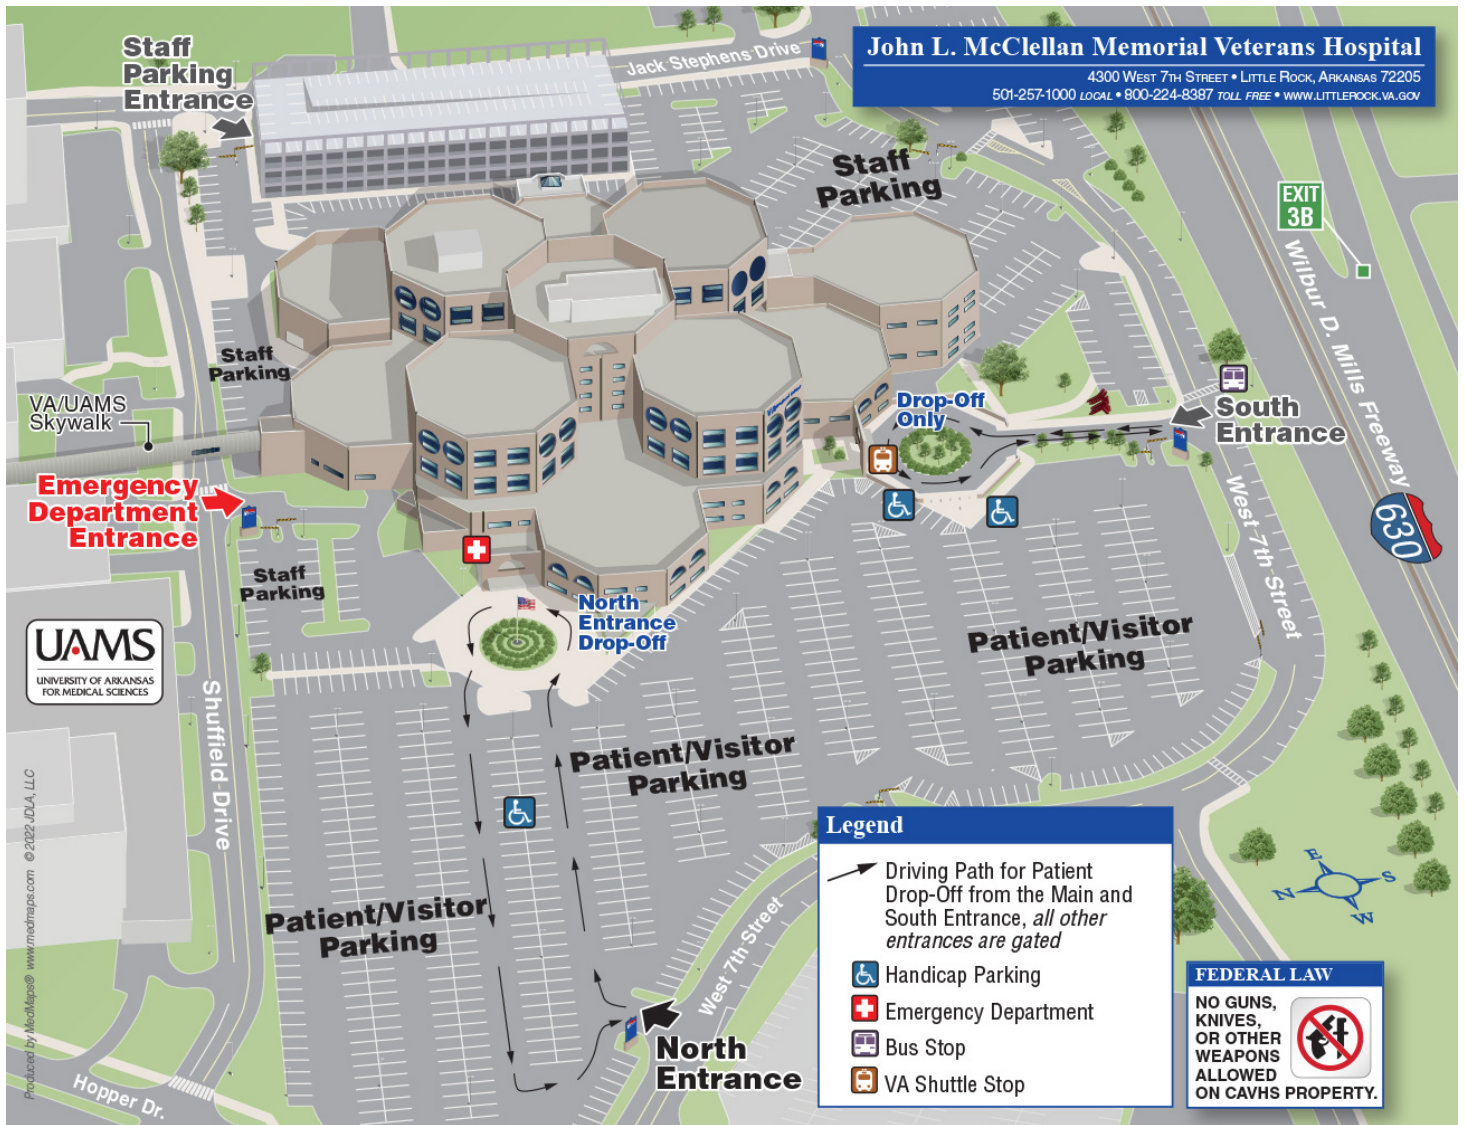 John L. McClellan Memorial Veterans Hospital
4300 West 7th Street • Little Rock, Arkansas 72205
501-257-1000 local • 800-224-8387 toll free • www.littlerock.va.gov
Staff
Parking
Entrance
Jack Stephens Drive
Staff
Parking
EXIT
3B
Wilbur D. Mills Freeway
Staff
Parking
VA/UAMS
Skywalk
Drop-Off
Only
South
Entrance
Emergency
Department
Entrance
West 7th Street
630
Staff
Parking
North
Entrance
Drop-Off
Patient/Visitor
Parking
UAMS
UNIVERSITY OF ARKANSAS
FOR MEDICAL SCIENCES
Shuffield Drive
Patient/Visitor
Parking
Patient/Visitor
Parking
West 7th Street
North
Entrance
Hopper Dr.
Produced by MedMaps® www.medmaps.com © 2022 JDLA, LLC
Legend
Driving Path for Patient
Drop-Off from the Main and
South Entrance, all other
entrances are gated
Handicap Parking
Emergency Department
Bus Stop
VA Shuttle Stop
E
N
S
W
FEDERAL LAW
NO GUNS,
KNIVES,
OR OTHER
WEAPONS
ALLOWED
ON CAVHS PROPERTY.